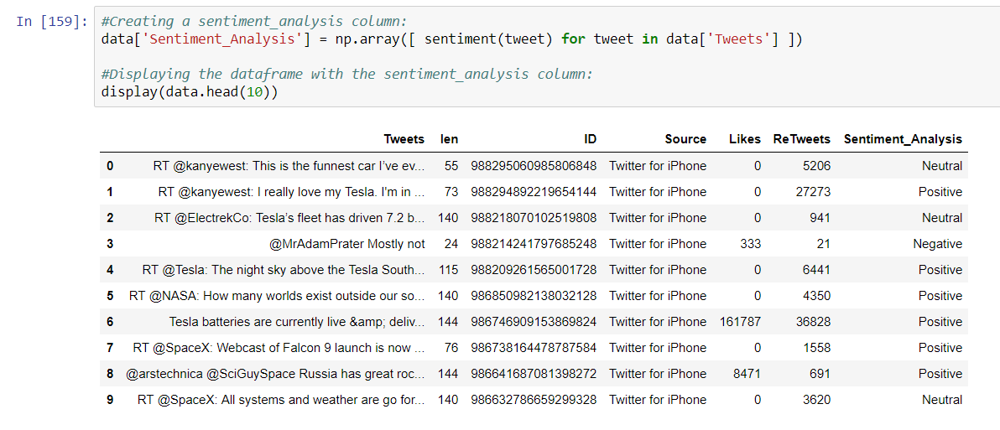 In [159]: #Creating a sentiment_analysis column:
data['Sentiment_Analysis'] = np.array([ sentiment(tweet) for tweet in data['Tweets'] ])
#Displaying the dataframe with the sentiment_analysis column:
display(data.head(10))
Tweets len ID Source Likes ReTweets Sentiment_Analysis
0 RT @kanyewest: This is the funnest car I’ve ev... 55 988295060985806848 Twitter for iPhone 0 5206 Neutral
1 RT @kanyewest: I really love my Tesla. I'm in ... 73 988294892219654144 Twitter for iPhone 0 27273 Positive
2 RT @ElectrekCo: Tesla’s fleet has driven 7.2 b... 140 988218070102519808 Twitter for iPhone 0 941 Neutral
3 @MrAdamPrater Mostly not 24 988214241797685248 Twitter for iPhone 333 21 Negative
4 RT @Tesla: The night sky above the Tesla South... 115 988209261565001728 Twitter for iPhone 0 6441 Positive
5 RT @NASA: How many worlds exist outside our so... 140 986850982138032128 Twitter for iPhone 0 4350 Positive
6 Tesla batteries are currently live &amp; deliv... 144 986746909153869824 Twitter for iPhone 161787 36828 Positive
7 RT @SpaceX: Webcast of Falcon 9 launch is now ... 76 986738164478787584 Twitter for iPhone 0 1558 Positive
8 @arstechnica @SciGuySpace Russia has great roc... 144 986641687081398272 Twitter for iPhone 8471 691 Positive
9 RT @SpaceX: All systems and weather are go for... 140 986632786659299328 Twitter for iPhone 0 3620 Neutral